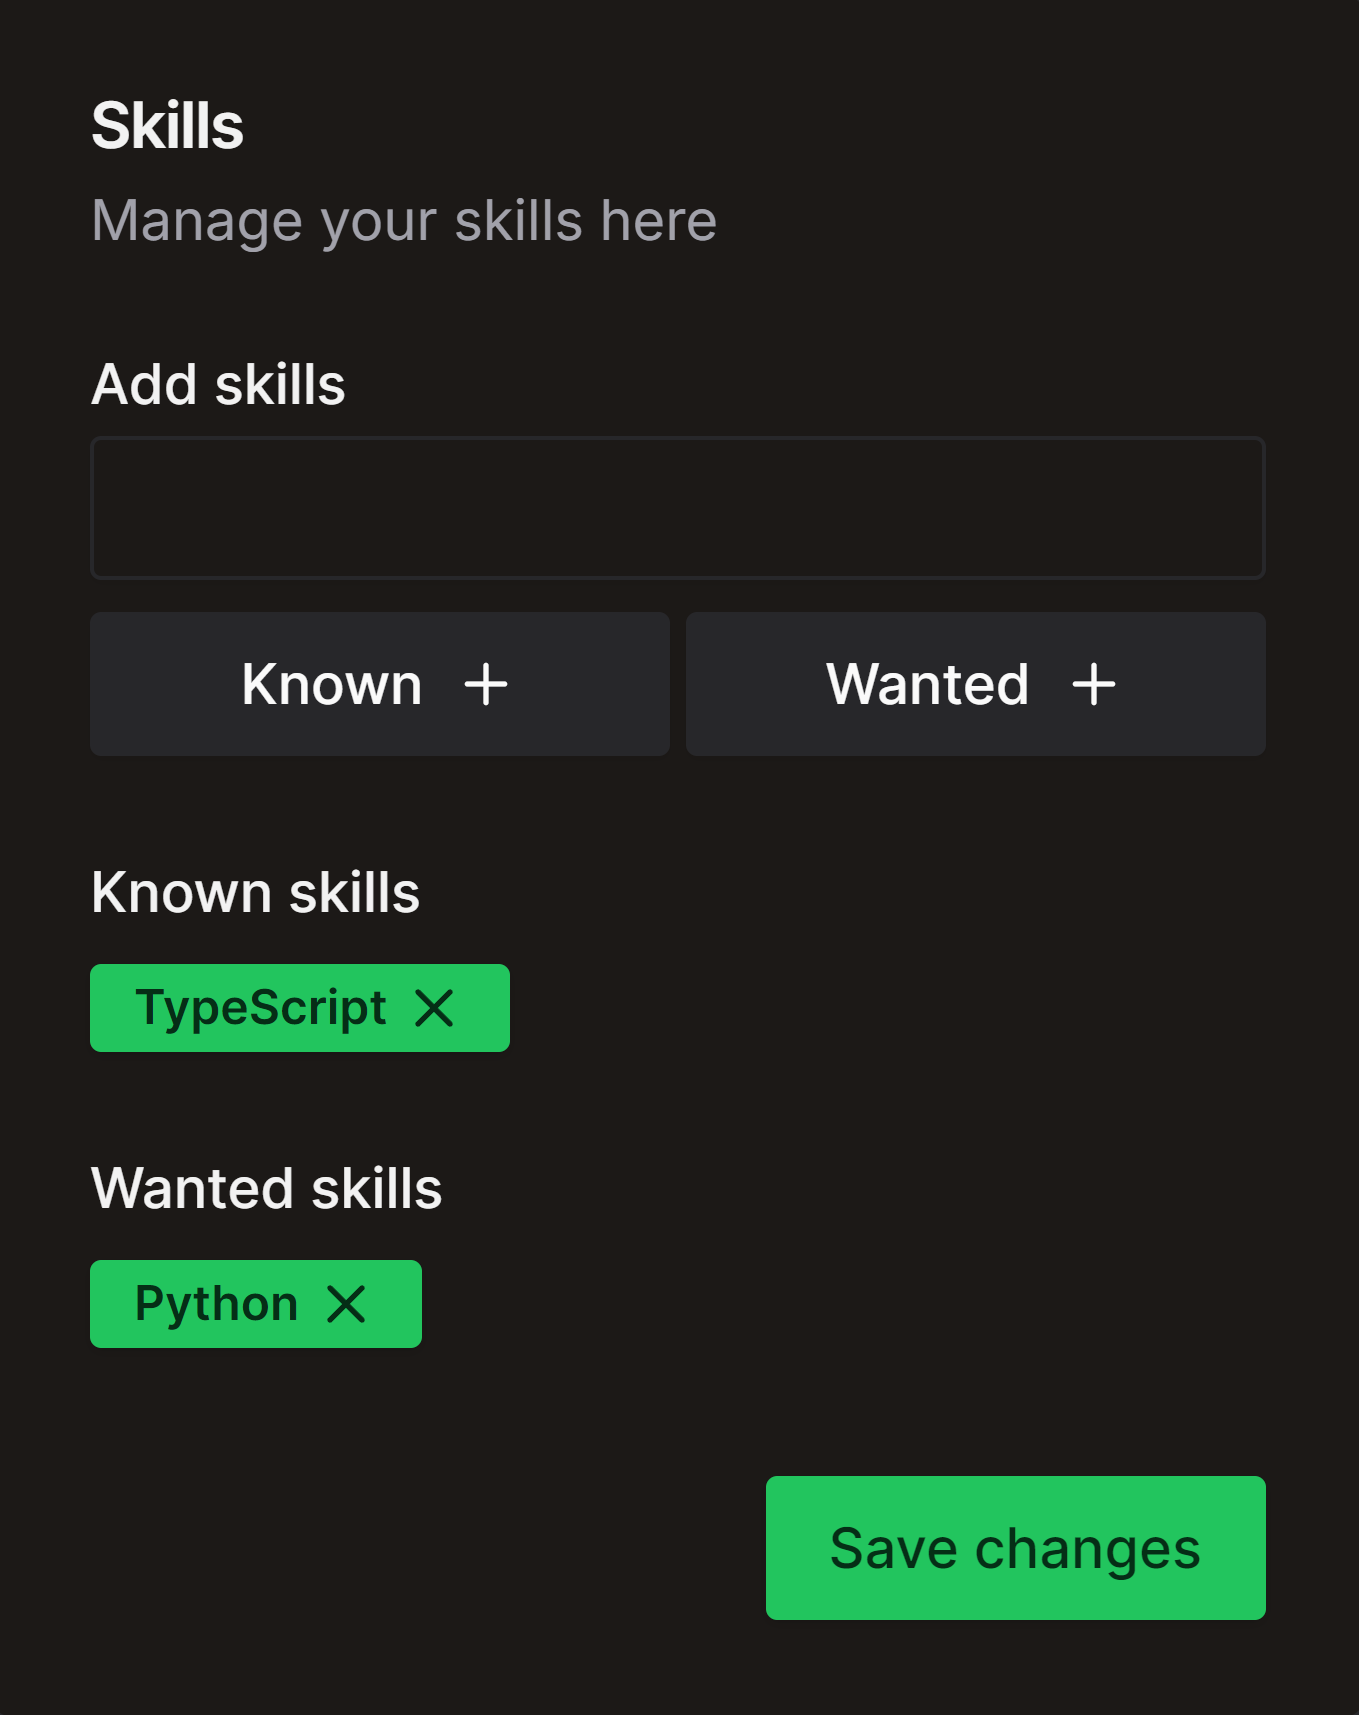 Skills
Manage your skills here
Add skills
Known
Wanted
Known skills
TypeScript
Wanted skills
Python
Save changes